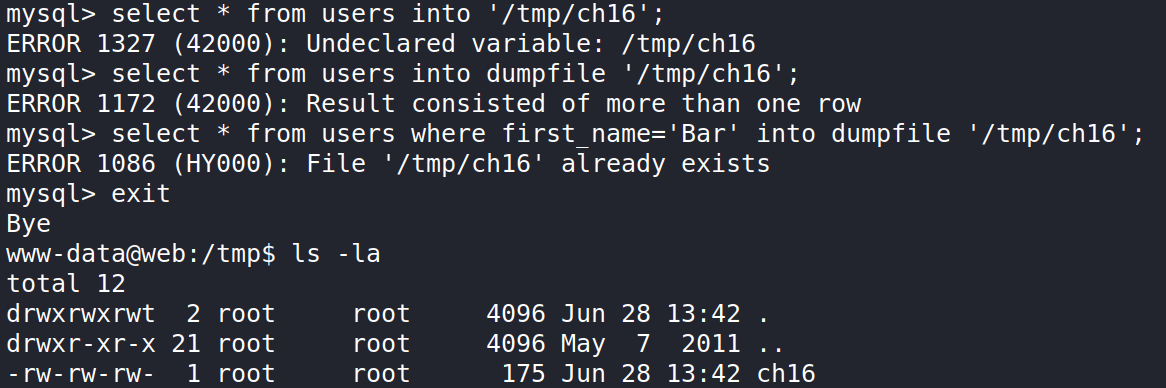 mysql> select * from users into '/tmp/ch16';
ERROR 1327 (42000): Undeclared variable: /tmp/ch16
mysql> select * from users into dumpfile '/tmp/ch16';
ERROR 1172 (42000): Result consisted of more than one row
mysql> select * from users where first_name='Bar' into dumpfile '/tmp/ch16';
ERROR 1086 (HY000): File '/tmp/ch16' already exists
mysql> exit
Bye
www-data@web:/tmp$ ls -la
total 12
drwxrwxrwt  2 root     root     4096 Jun 28 13:42 .
drwxr-xr-x 21 root     root     4096 May  7  2011 ..
-rw-rw-rw-  1 root     root      175 Jun 28 13:42 ch16